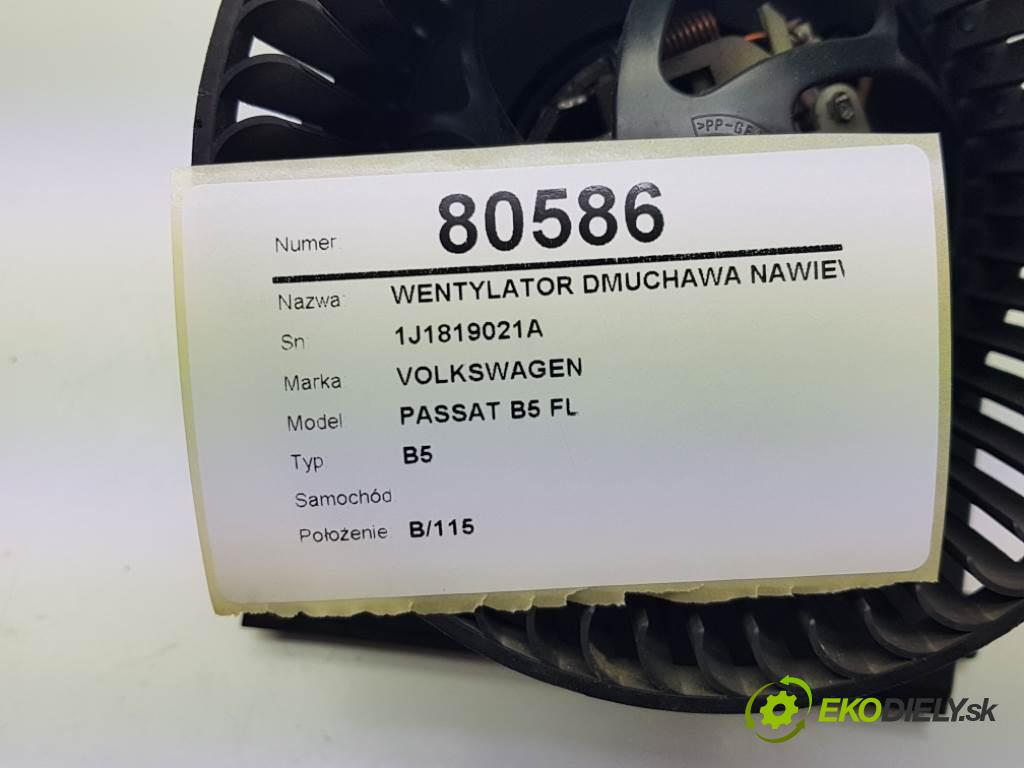 >PP-GF
Numer: 80586
Nazwa: WENTYLATOR DMUCHAWA NAWIEW
Sn: 1J1819021A
Marka VOLKSWAGEN
Model: PASSAT B5 FL
Typ B5
Samochód
Położenie: B/115
EKODIELY.sk